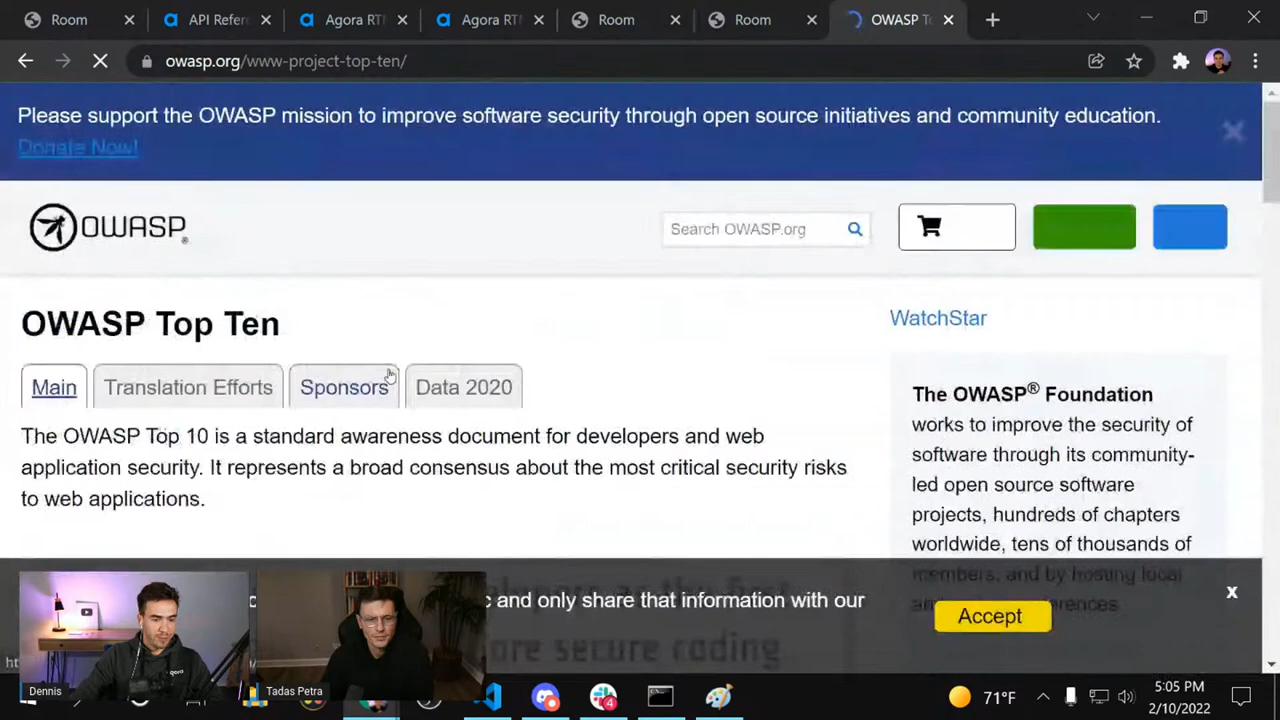 Room
API Refer
Agora RTM
Agora RTM
Room
Room
OWASP To
owasp.org/www-project-top-ten/
Please support the OWASP mission to improve software security through open source initiatives and community education.
Donate Now!
OWASP
Search OWASP.org
OWASP Top Ten
WatchStar
Main
Translation Efforts
Sponsors
Data 2020
The OWASP Top 10 is a standard awareness document for developers and web
application security. It represents a broad consensus about the most critical security risks
to web applications.
The OWASP® Foundation
works to improve the security of
software through its community-
led open source software
projects, hundreds of chapters
worldwide, tens of thousands of
members, and by hosting local
c and only share that information with our
x
Accept
ore secure coding
Dennis
Tadas Petra
4
71°F
5:05 PM
2/10/2022